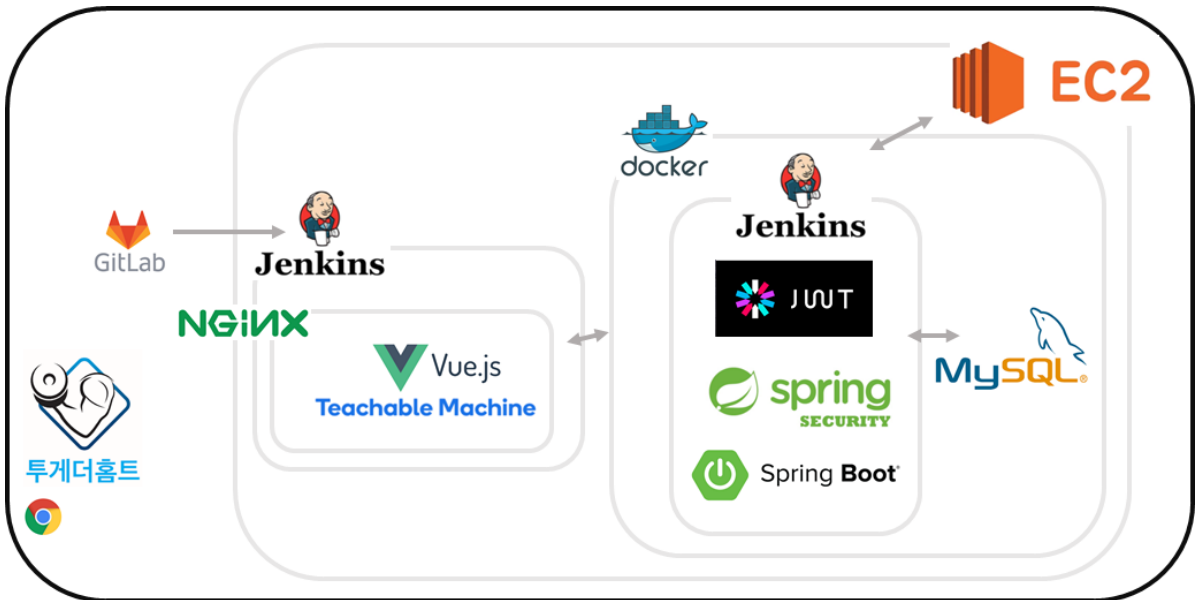 EC2
docker
Jenkins
GitLab
Jenkins
JWT
NGiNX
Vue.js
MySQL®
Teachable Machine
spring
SECURITY
투게더홈트
Spring Boot®